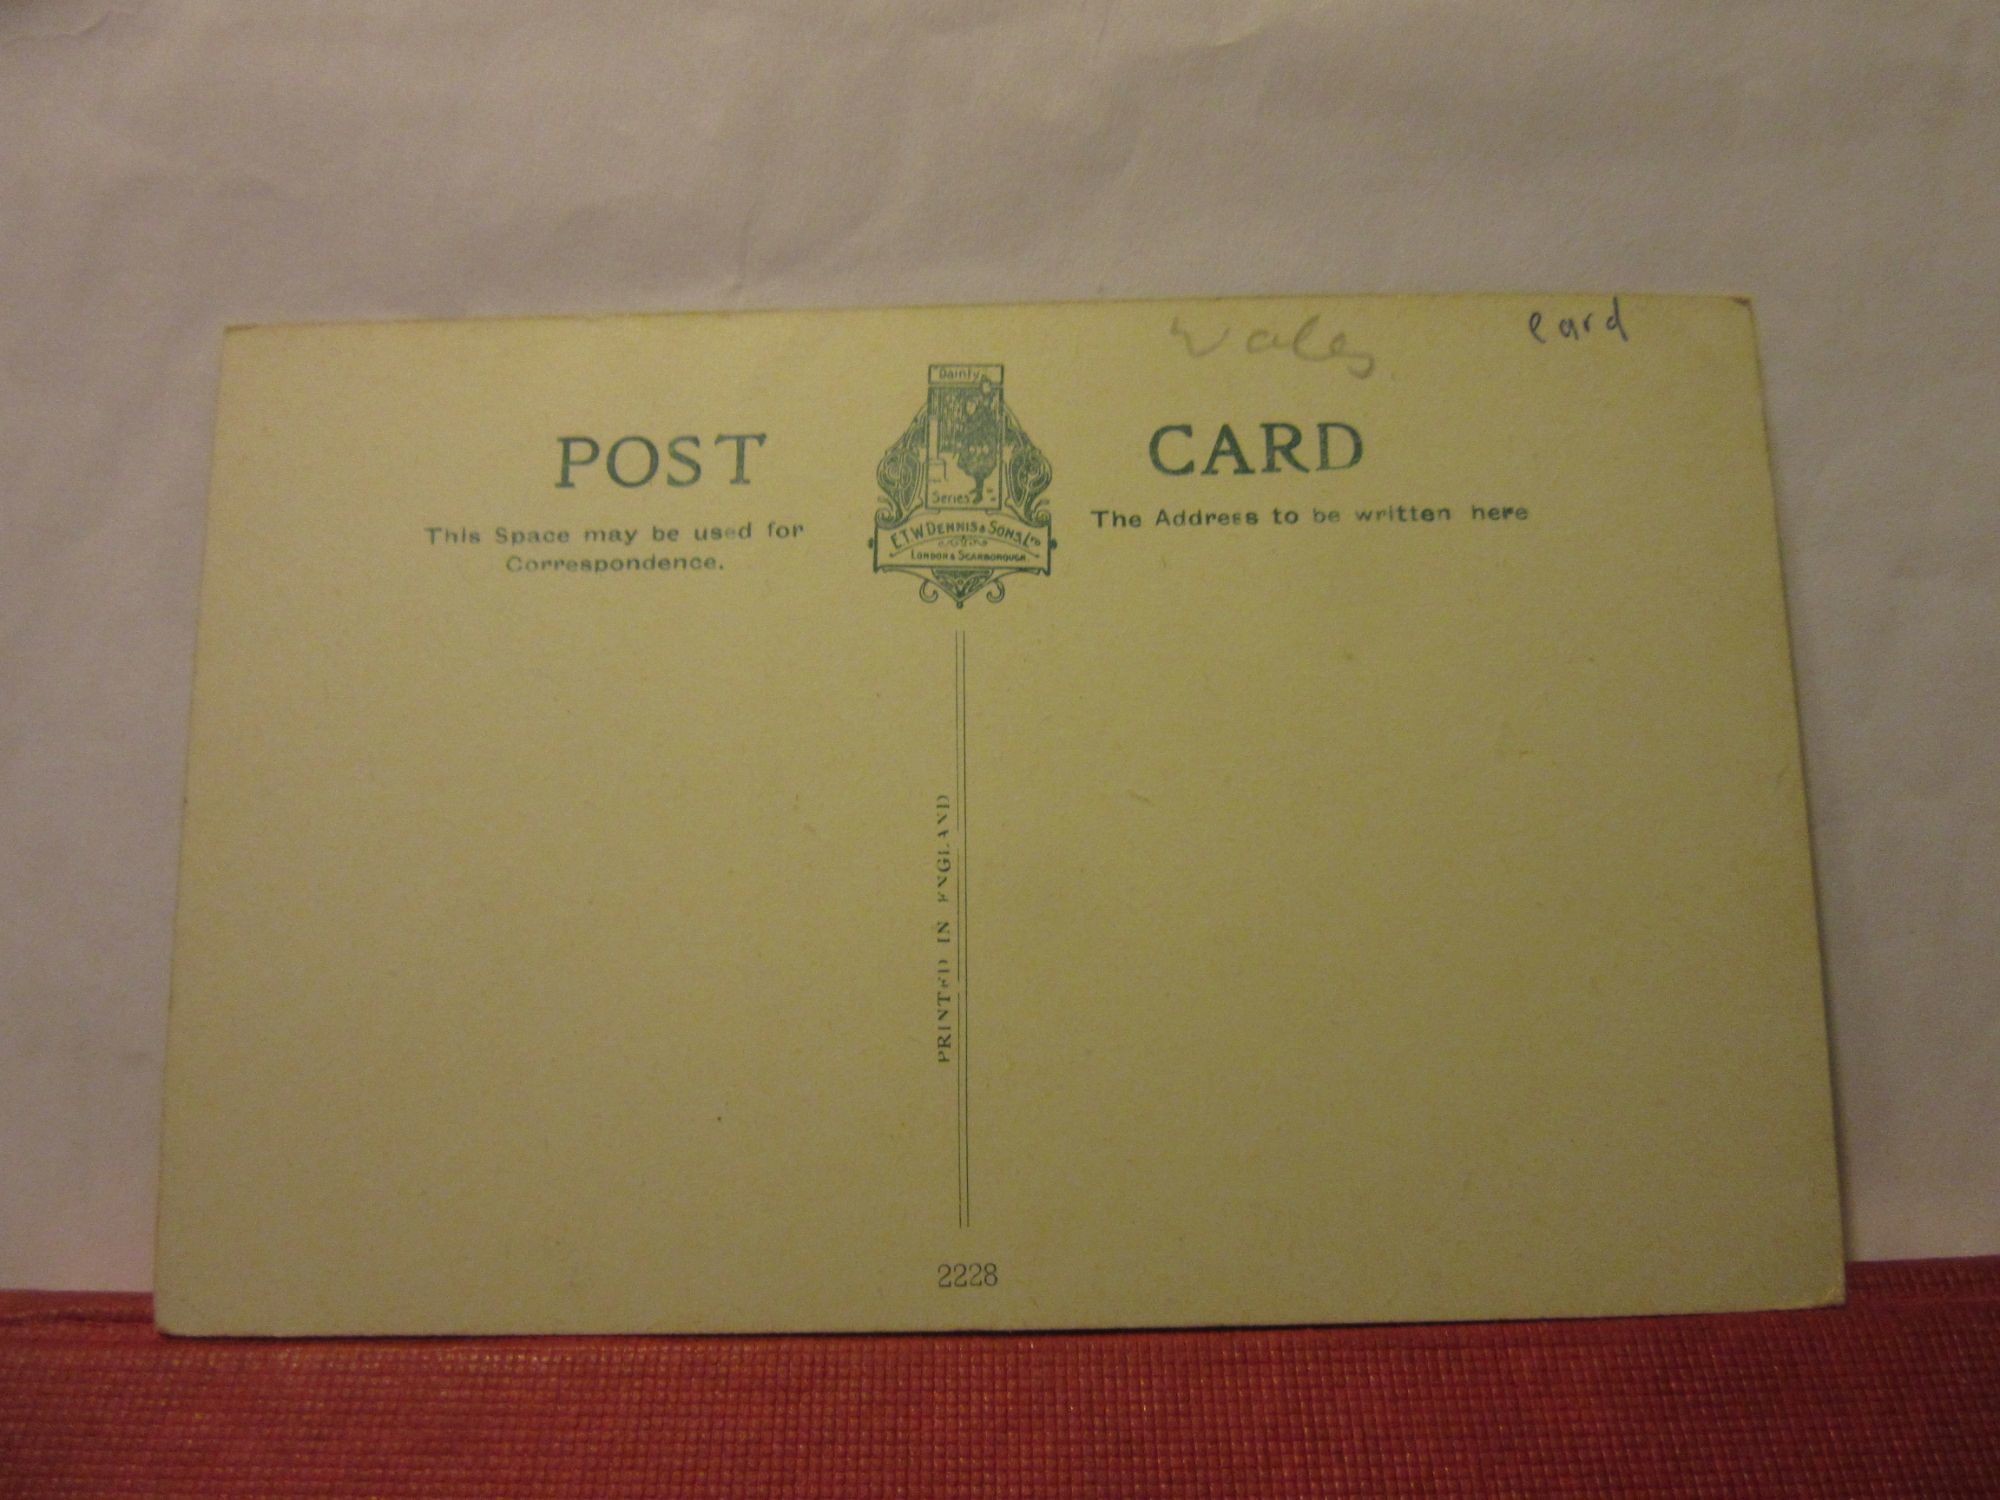 Wales
card
Dainty
POST CARD
Series
This Space may be used for
Correspondence.
The Address to be written here
E.T.W. DENNIS & SONS, LTD
LONDON & SCARBOROUGH.
PRINTED IN ENGLAND
2228